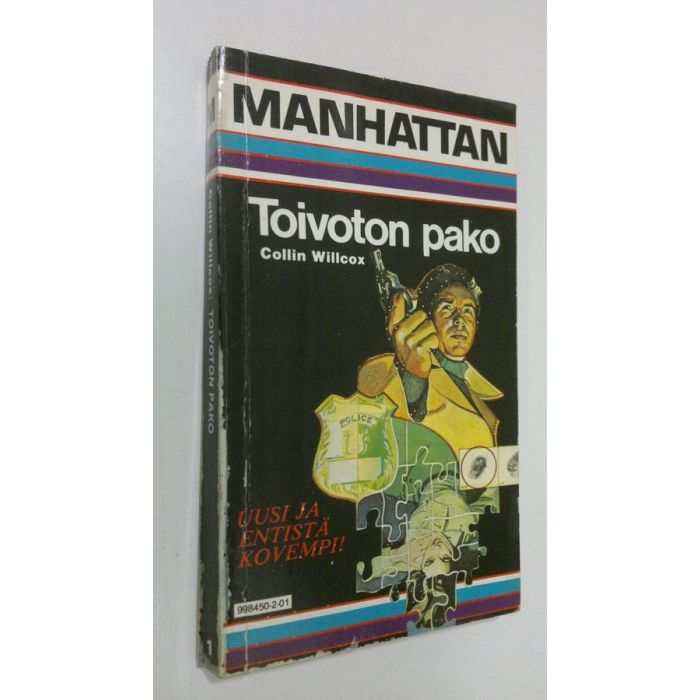 MANHATTAN
Toivoton pako
Collin Willcox
POLICE
UUSI JA
ENTISTÄ
KOVEMPI!
998450-2-01
Collin Willcox: TOIVOTON PAKO
1